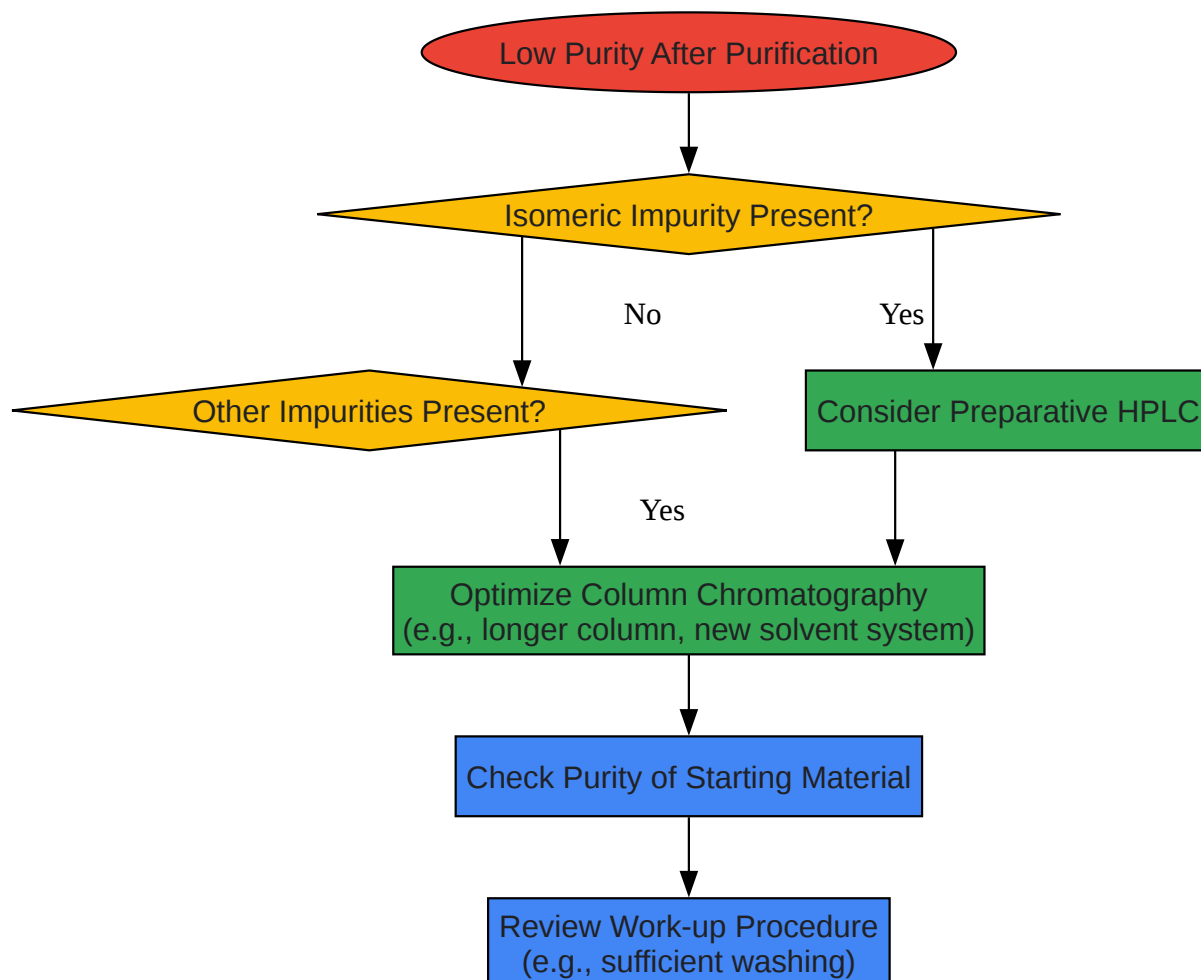 Low Purity After Purification
Isomeric Impurity Present?
No
Yes
Other Impurities Present?
Consider Preparative HPLC
Yes
Optimize Column Chromatography
(e.g., longer column, new solvent system)
Check Purity of Starting Material
Review Work-up Procedure
(e.g., sufficient washing)